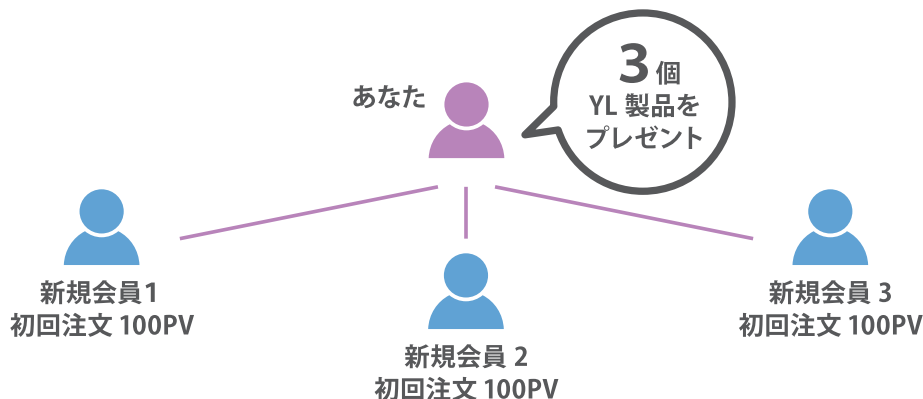 3 個
YL 製品を
プレゼント
あなた
新規会員1
初回注文 100PV
新規会員 2
初回注文 100PV
新規会員 3
初回注文 100PV